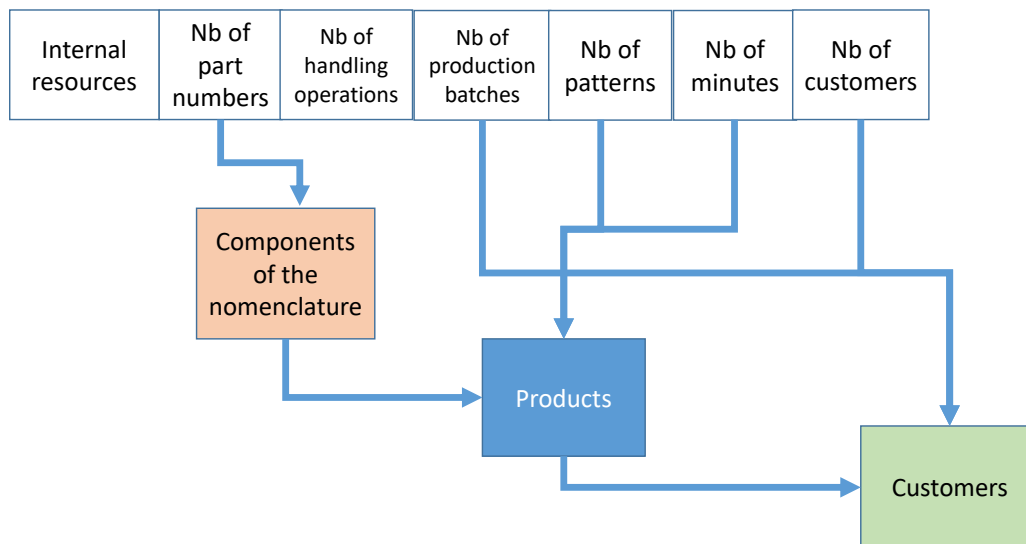 Internal
resources
Nb of
part
numbers
Nb of
handling
operations
Nb of
production
batches
Nb of
patterns
Nb of
minutes
Nb of
customers
Components
of the
nomenclature
Products
Customers